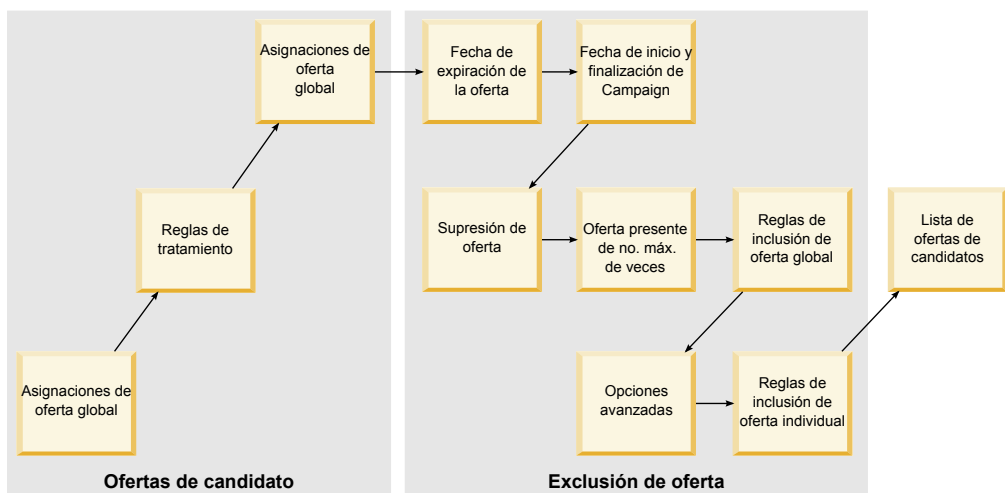 Asignaciones de
oferta
global
Fecha de
expiración de
la oferta
Fecha de inicio y
finalización de
Campaign
Reglas de
tratamiento
Supresión de
oferta
Oferta presente
de no. máx.
de veces
Reglas de
inclusión de
oferta global
Lista de
ofertas de
candidatos
Asignaciones de
oferta global
Opciones
avanzadas
Reglas de
inclusión de
oferta individual
Ofertas de candidato
Exclusión de oferta